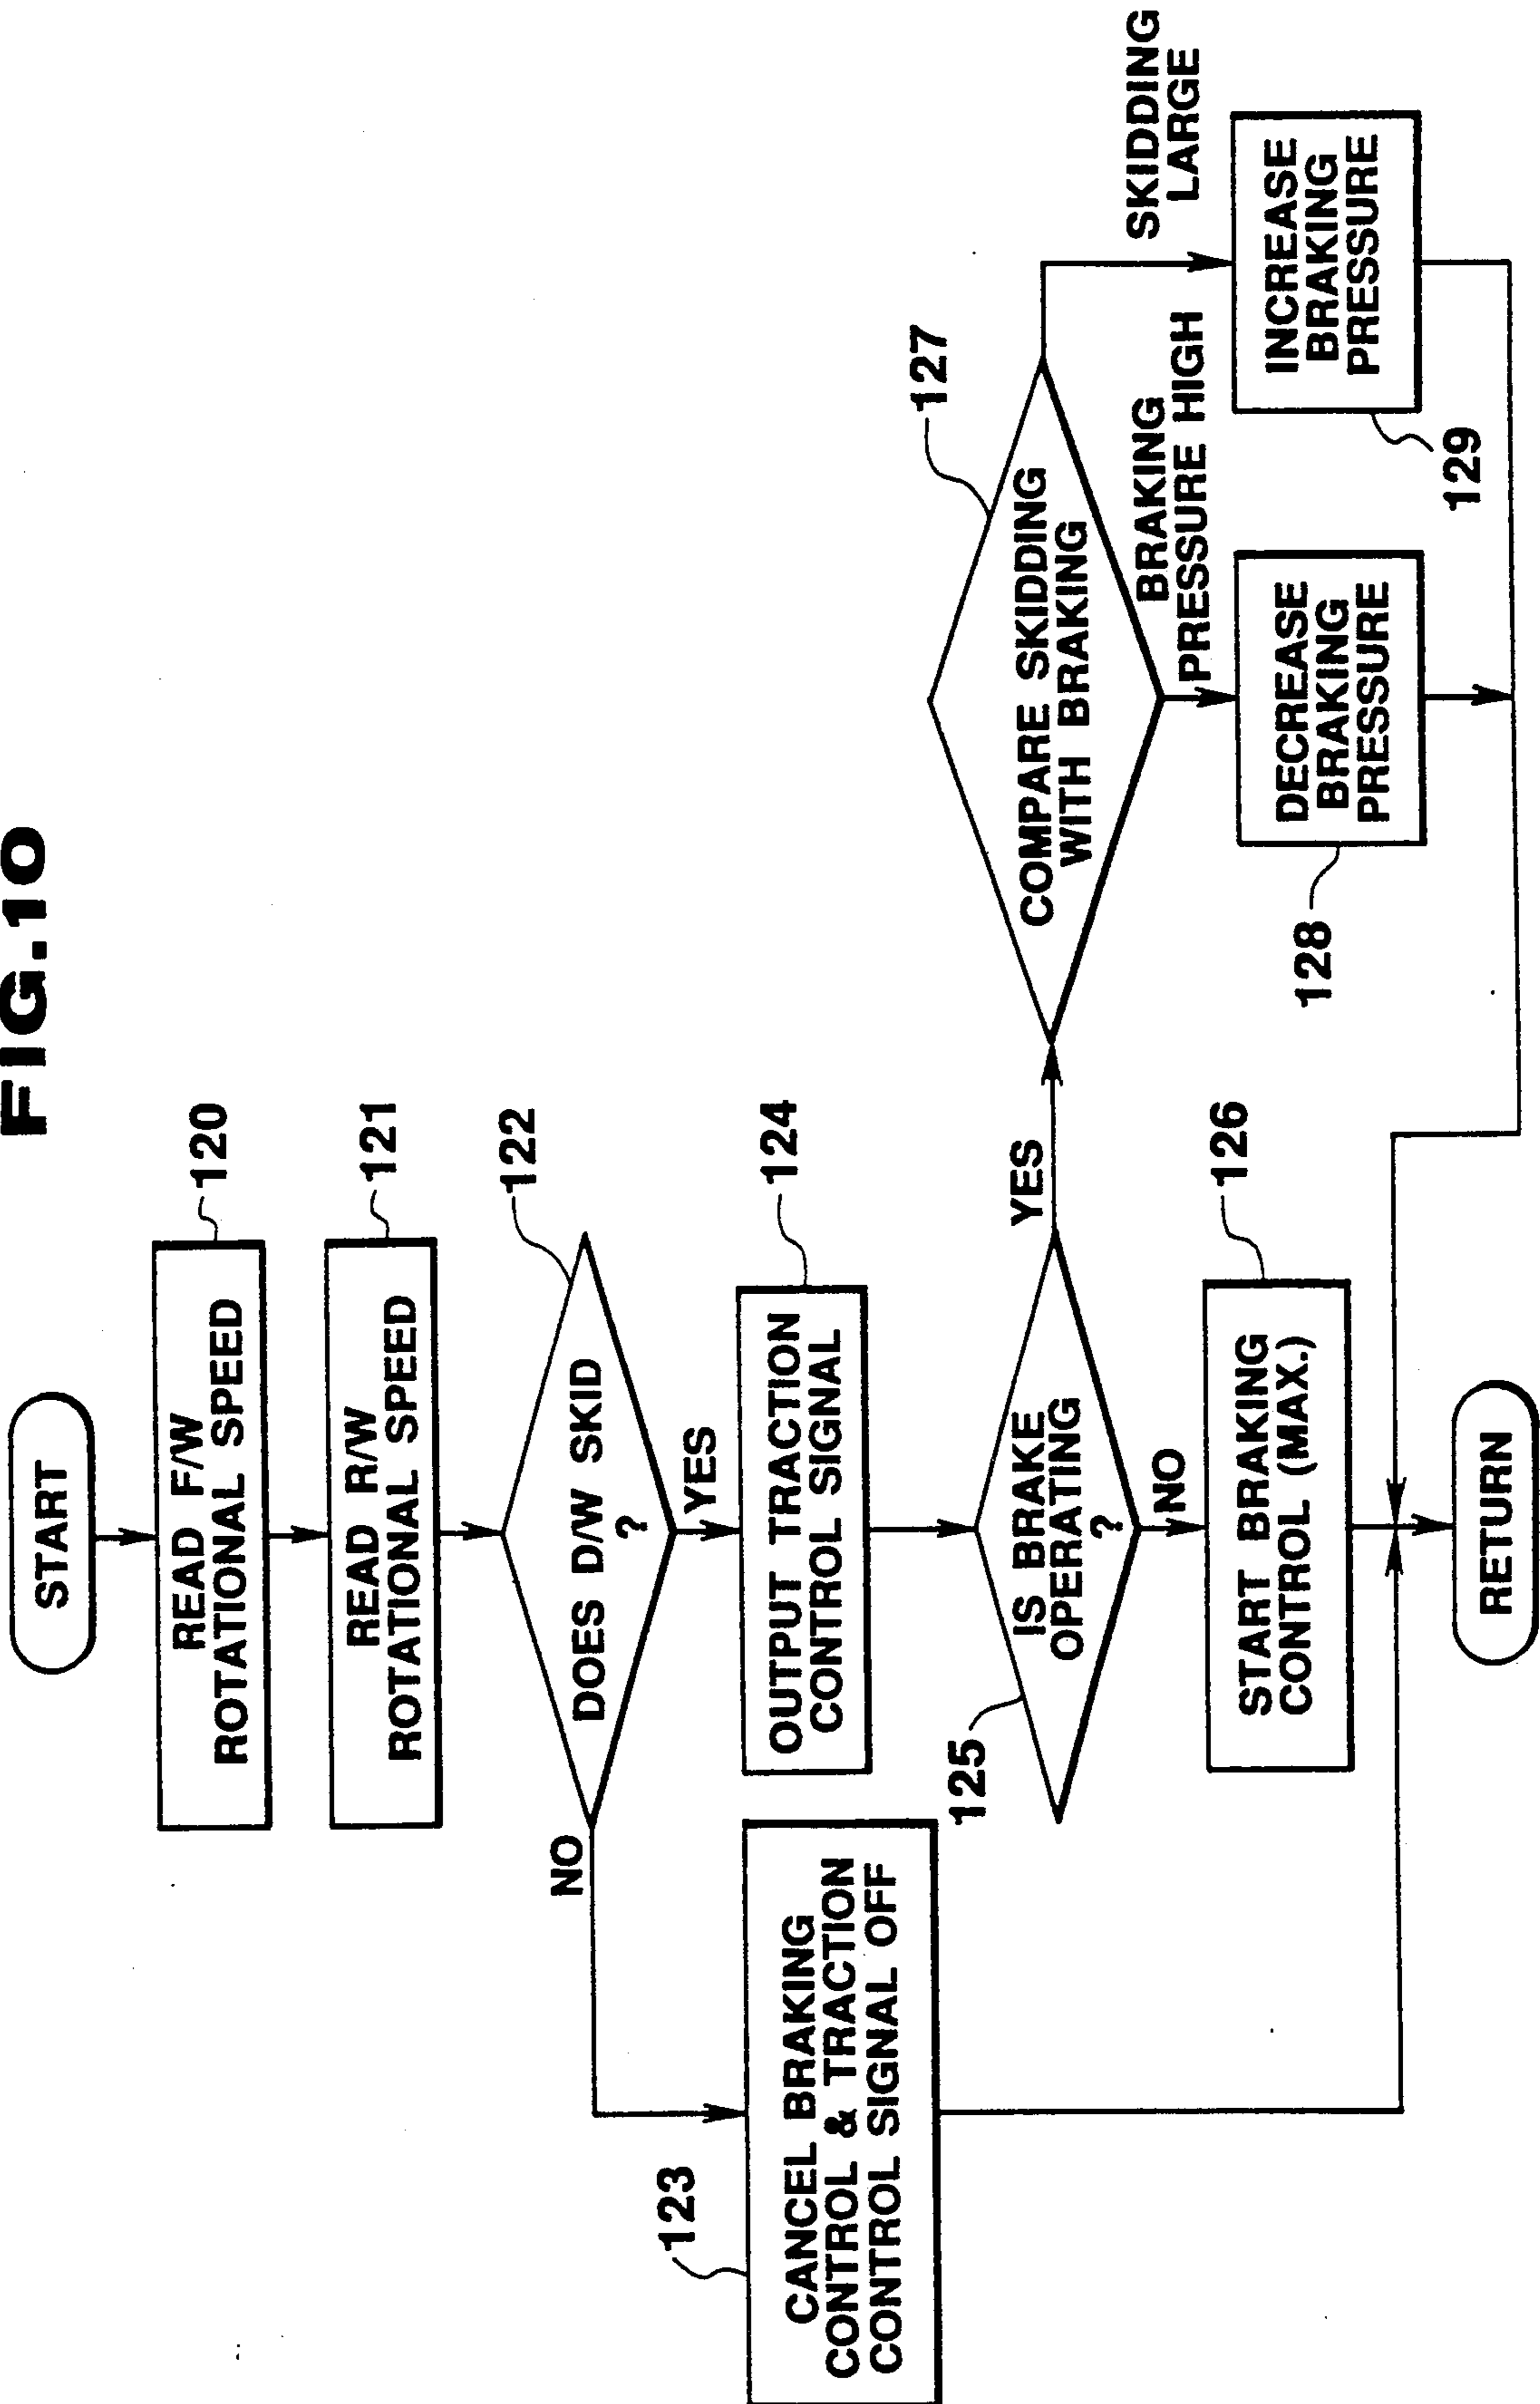 FIG.10
START
READ F/W
ROTATIONAL SPEED
120
READ R/W
ROTATIONAL SPEED
121
DOES D/W SKID
?
122
NO
YES
CANCEL BRAKING
CONTROL & TRACTION
CONTROL SIGNAL OFF
123
OUTPUT TRACTION
CONTROL SIGNAL
124
IS BRAKE
OPERATING
?
125
YES
NO
START BRAKING
CONTROL (MAX.)
126
COMPARE SKIDDING
WITH BRAKING
127
BRAKING
PRESSURE HIGH
SKIDDING
LARGE
DECREASE
BRAKING
PRESSURE
128
INCREASE
BRAKING
PRESSURE
129
RETURN